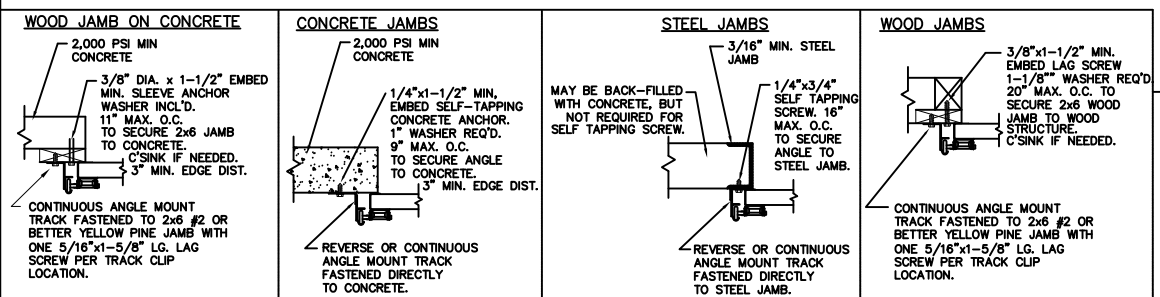 WOOD JAMB ON CONCRETE
2,000 PSI MIN
CONCRETE
3/8" DIA. x 1-1/2" EMBED
MIN. SLEEVE ANCHOR
WASHER INCL'D.
11" MAX. O.C.
TO SECURE 2x6 JAMB
TO CONCRETE.
C'SINK IF NEEDED.
3" MIN. EDGE DIST.
CONTINUOUS ANGLE MOUNT
TRACK FASTENED TO 2x6 #2 OR
BETTER YELLOW PINE JAMB WITH
ONE 5/16"x1-5/8" LG. LAG
SCREW PER TRACK CLIP
LOCATION.
CONCRETE JAMBS
2,000 PSI MIN
CONCRETE
1/4"x1-1/2" MIN,
EMBED SELF-TAPPING
CONCRETE ANCHOR.
1" WASHER REQ'D.
9" MAX. O.C.
TO SECURE ANGLE
TO CONCRETE.
3" MIN. EDGE DIST.
REVERSE OR CONTINUOUS
ANGLE MOUNT TRACK
FASTENED DIRECTLY
TO CONCRETE.
STEEL JAMBS
3/16" MIN. STEEL
JAMB
MAY BE BACK-FILLED
WITH CONCRETE, BUT
NOT REQUIRED FOR
SELF TAPPING SCREW.
1/4"x3/4"
SELF TAPPING
SCREW. 16"
MAX. O.C.
TO SECURE
ANGLE TO
STEEL JAMB.
REVERSE OR CONTINUOUS
ANGLE MOUNT TRACK
FASTENED DIRECTLY
TO STEEL JAMB.
WOOD JAMBS
3/8"x1-1/2" MIN.
EMBED LAG SCREW
1-1/8"" WASHER REQ'D.
20" MAX. O.C. TO
SECURE 2x6 WOOD
JAMB TO WOOD
STRUCTURE.
C'SINK IF NEEDED.
CONTINUOUS ANGLE MOUNT
TRACK FASTENED TO 2x6 #2 OR
BETTER YELLOW PINE JAMB WITH
ONE 5/16"x1-5/8" LG. LAG
SCREW PER TRACK CLIP
LOCATION.